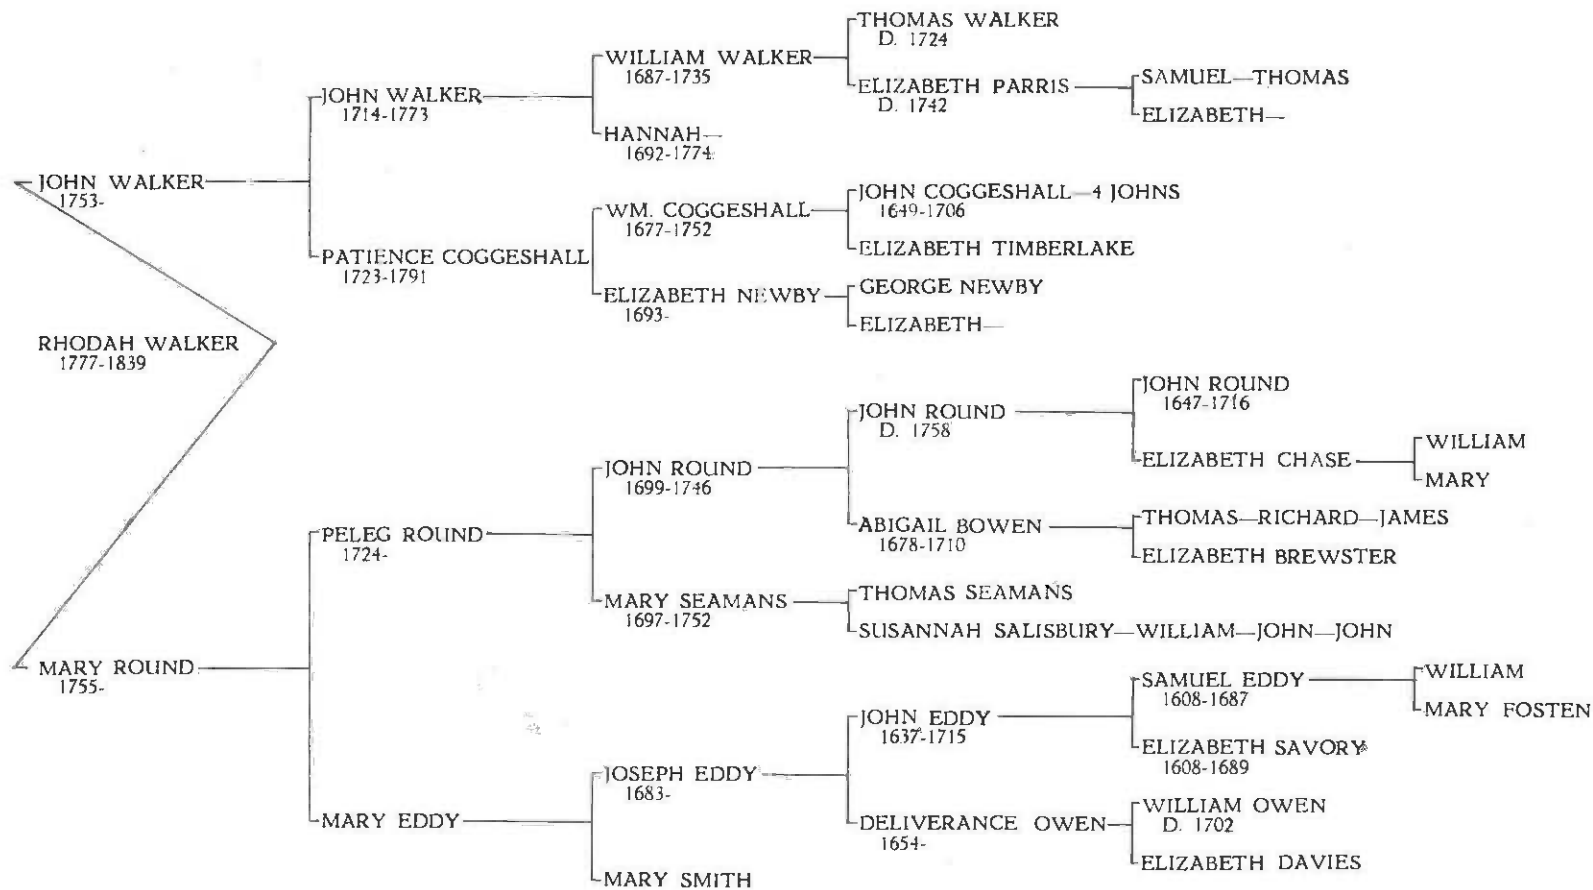 THOMAS WALKER
D. 1724
WILLIAM WALKER
1687-1735
SAMUEL—THOMAS
ELIZABETH PARRIS
D. 1742
JOHN WALKER
1714-1773
ELIZABETH—
HANNAH—
1692-1774
JOHN WALKER
1753-
JOHN COGGESHALL—4 JOHNS
1649-1706
WM. COGGESHALL
1677-1752
ELIZABETH TIMBERLAKE
PATIENCE COGGESHALL
1723-1791
GEORGE NEWBY
ELIZABETH NEWBY
1693-
ELIZABETH—
RHODAH WALKER
1777-1839
JOHN ROUND
1647-1716
JOHN ROUND
D. 1758
WILLIAM
ELIZABETH CHASE
JOHN ROUND
1699-1746
MARY
THOMAS—RICHARD—JAMES
ABIGAIL BOWEN
1678-1710
PELEG ROUND
1724-
ELIZABETH BREWSTER
THOMAS SEAMANS
MARY SEAMANS
1697-1752
SUSANNAH SALISBURY—WILLIAM—JOHN—JOHN
MARY ROUND
1755-
WILLIAM
SAMUEL EDDY
1608-1687
MARY FOSTEN
JOHN EDDY
1637-1715
ELIZABETH SAVORY
1608-1689
JOSEPH EDDY
1683-
WILLIAM OWEN
D. 1702
MARY EDDY
DELIVERANCE OWEN
1654-
ELIZABETH DAVIES
MARY SMITH